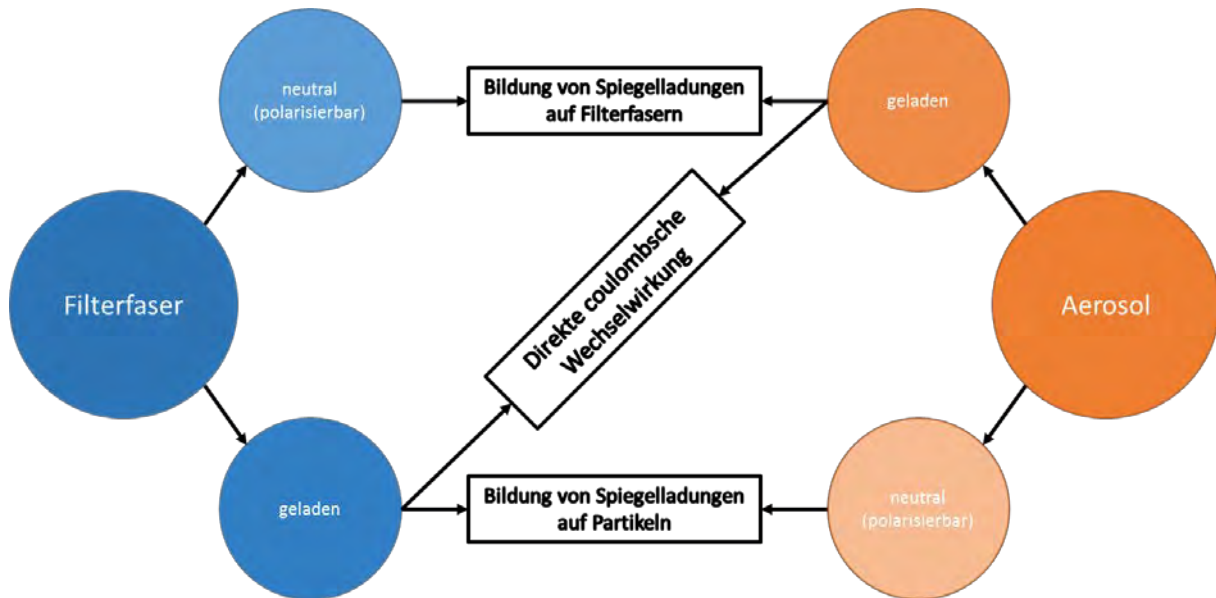 neutral
(polarisierbar)
Bildung von Spiegelladungen
auf Filterfasern
geladen
Filterfaser
Direkte coulombsche
Wechselwirkung
Aerosol
geladen
Bildung von Spiegelladungen
auf Partikeln
neutral
(polarisierbar)